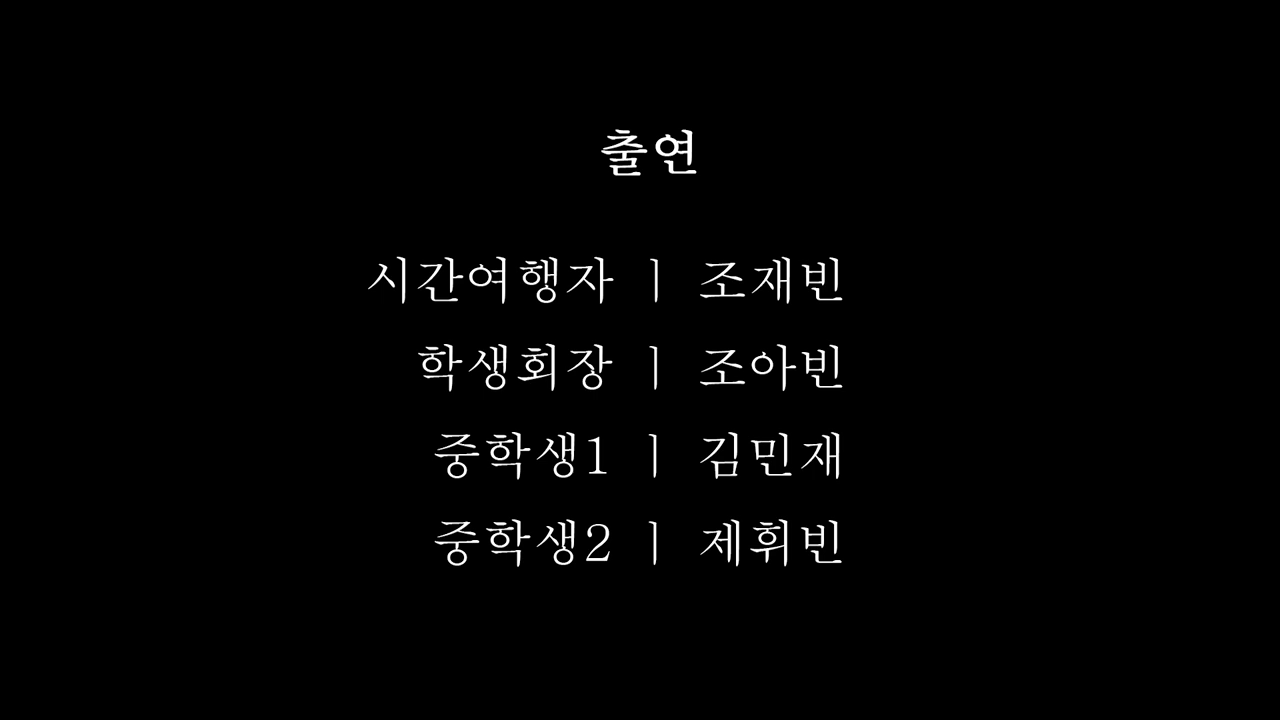 출연
시간여행자 ㅣ 조재빈
학생회장 ㅣ 조아빈
중학생1 ㅣ 김민재
중학생2 ㅣ 제휘빈